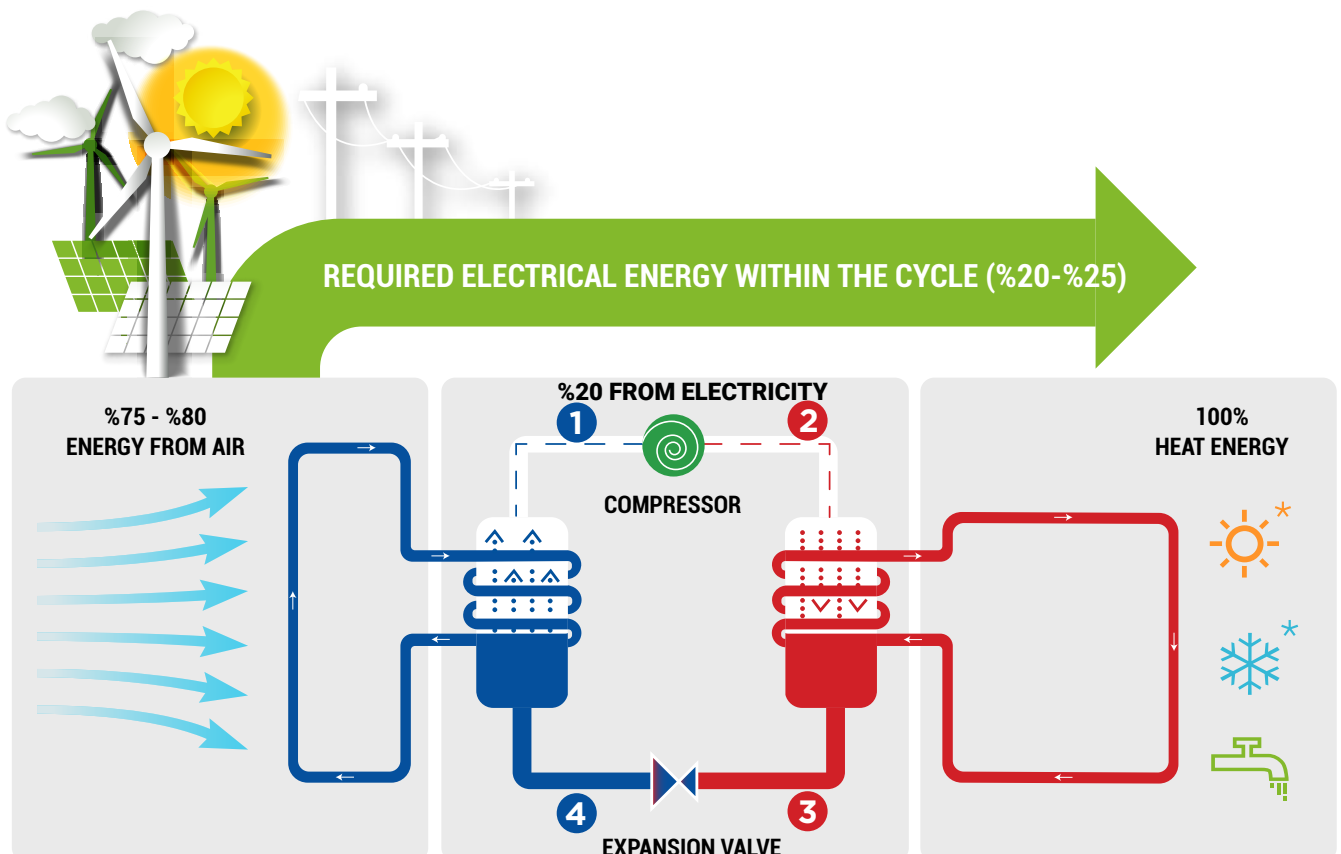 REQUIRED ELECTRICAL ENERGY WITHIN THE CYCLE (%20-%25)
%75 - %80
ENERGY FROM AIR
%20 FROM ELECTRICITY
1
2
COMPRESSOR
4
3
EXPANSION VALVE
100%
HEAT ENERGY
*
*